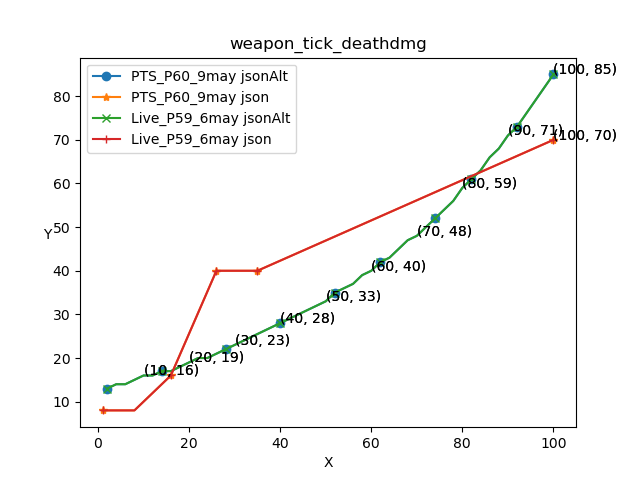 weapon_tick_deathdmg
PTS_P60_9may jsonAlt
PTS_P60_9may json
Live_P59_6may jsonAlt
Live_P59_6may json
(100, 85)
(90, 71)
(100, 70)
(80, 59)
(70, 48)
(60, 40)
(50, 33)
(40, 28)
(30, 23)
(20, 19)
(10, 16)
80
70
60
50
40
30
20
10
Y
0 20 40 60 80 100
X